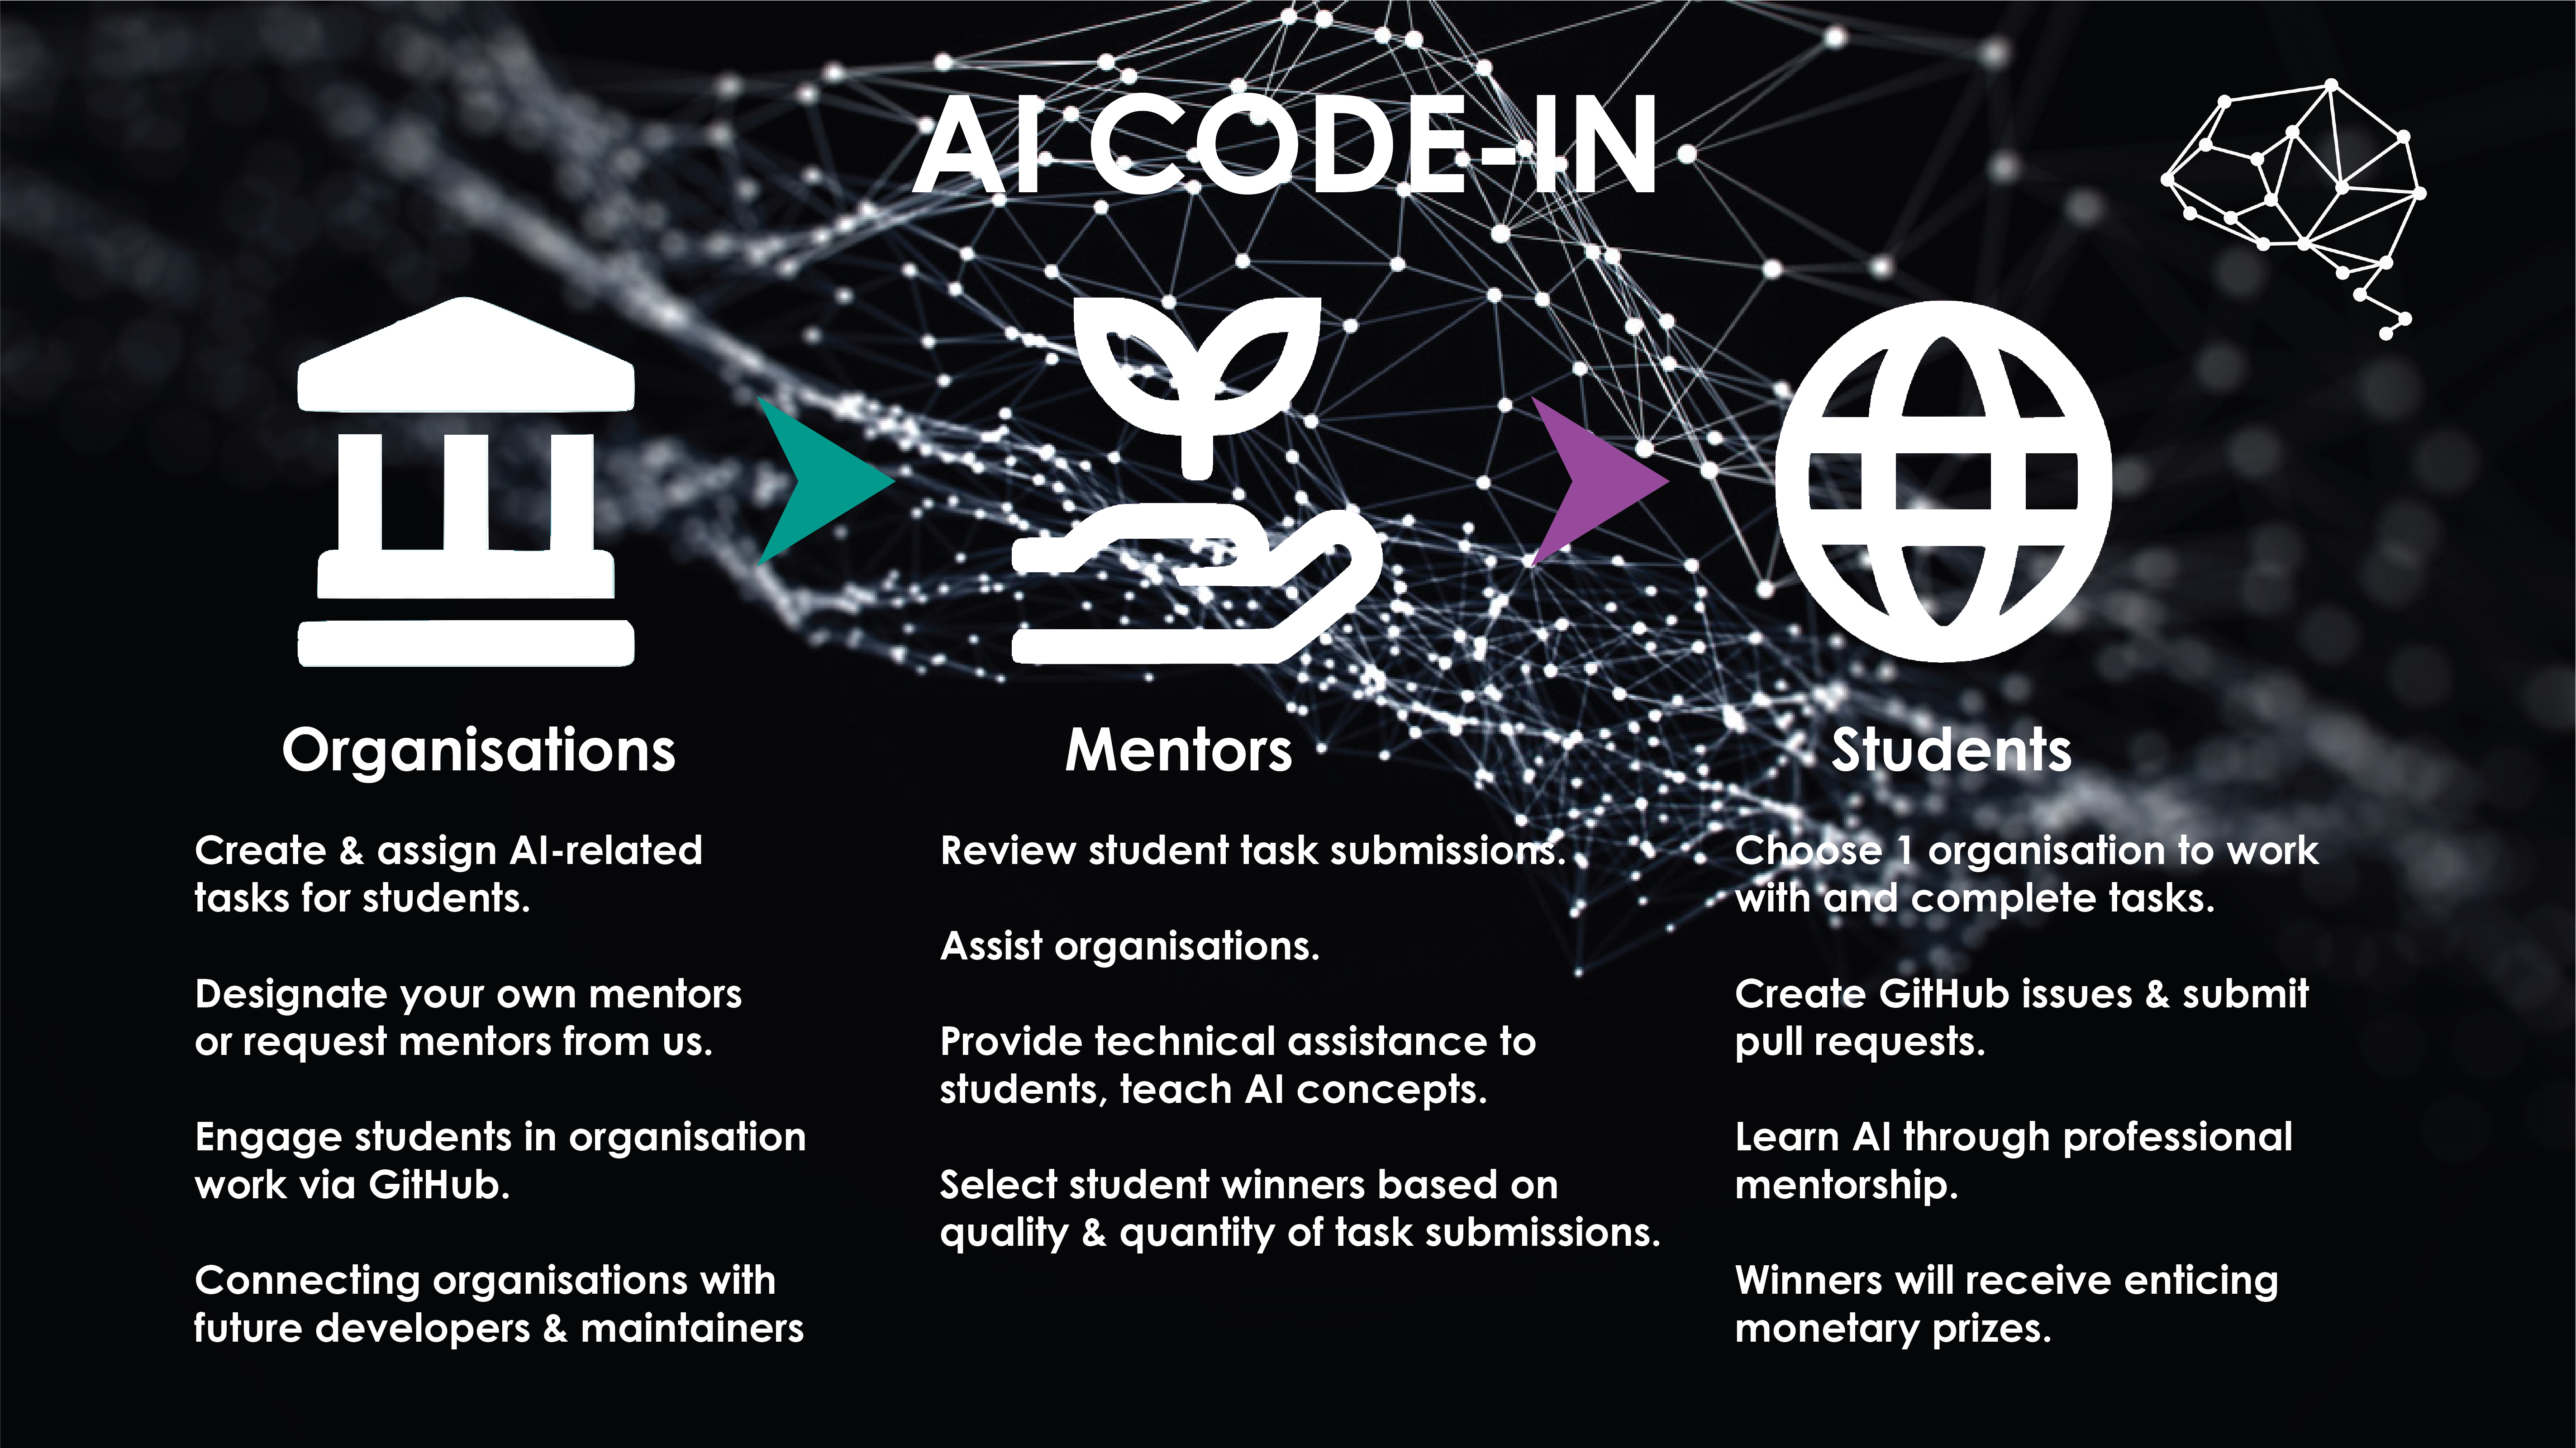 AI CODE-IN
Organisations
Create & assign AI-related
tasks for students.
Designate your own mentors
or request mentors from us.
Engage students in organisation
work via GitHub.
Connecting organisations with
future developers & maintainers
Mentors
Review student task submissions.
Assist organisations.
Provide technical assistance to
students, teach AI concepts.
Select student winners based on
quality & quantity of task submissions.
Students
Choose 1 organisation to work
with and complete tasks.
Create GitHub issues & submit
pull requests.
Learn AI through professional
mentorship.
Winners will receive enticing
monetary prizes.